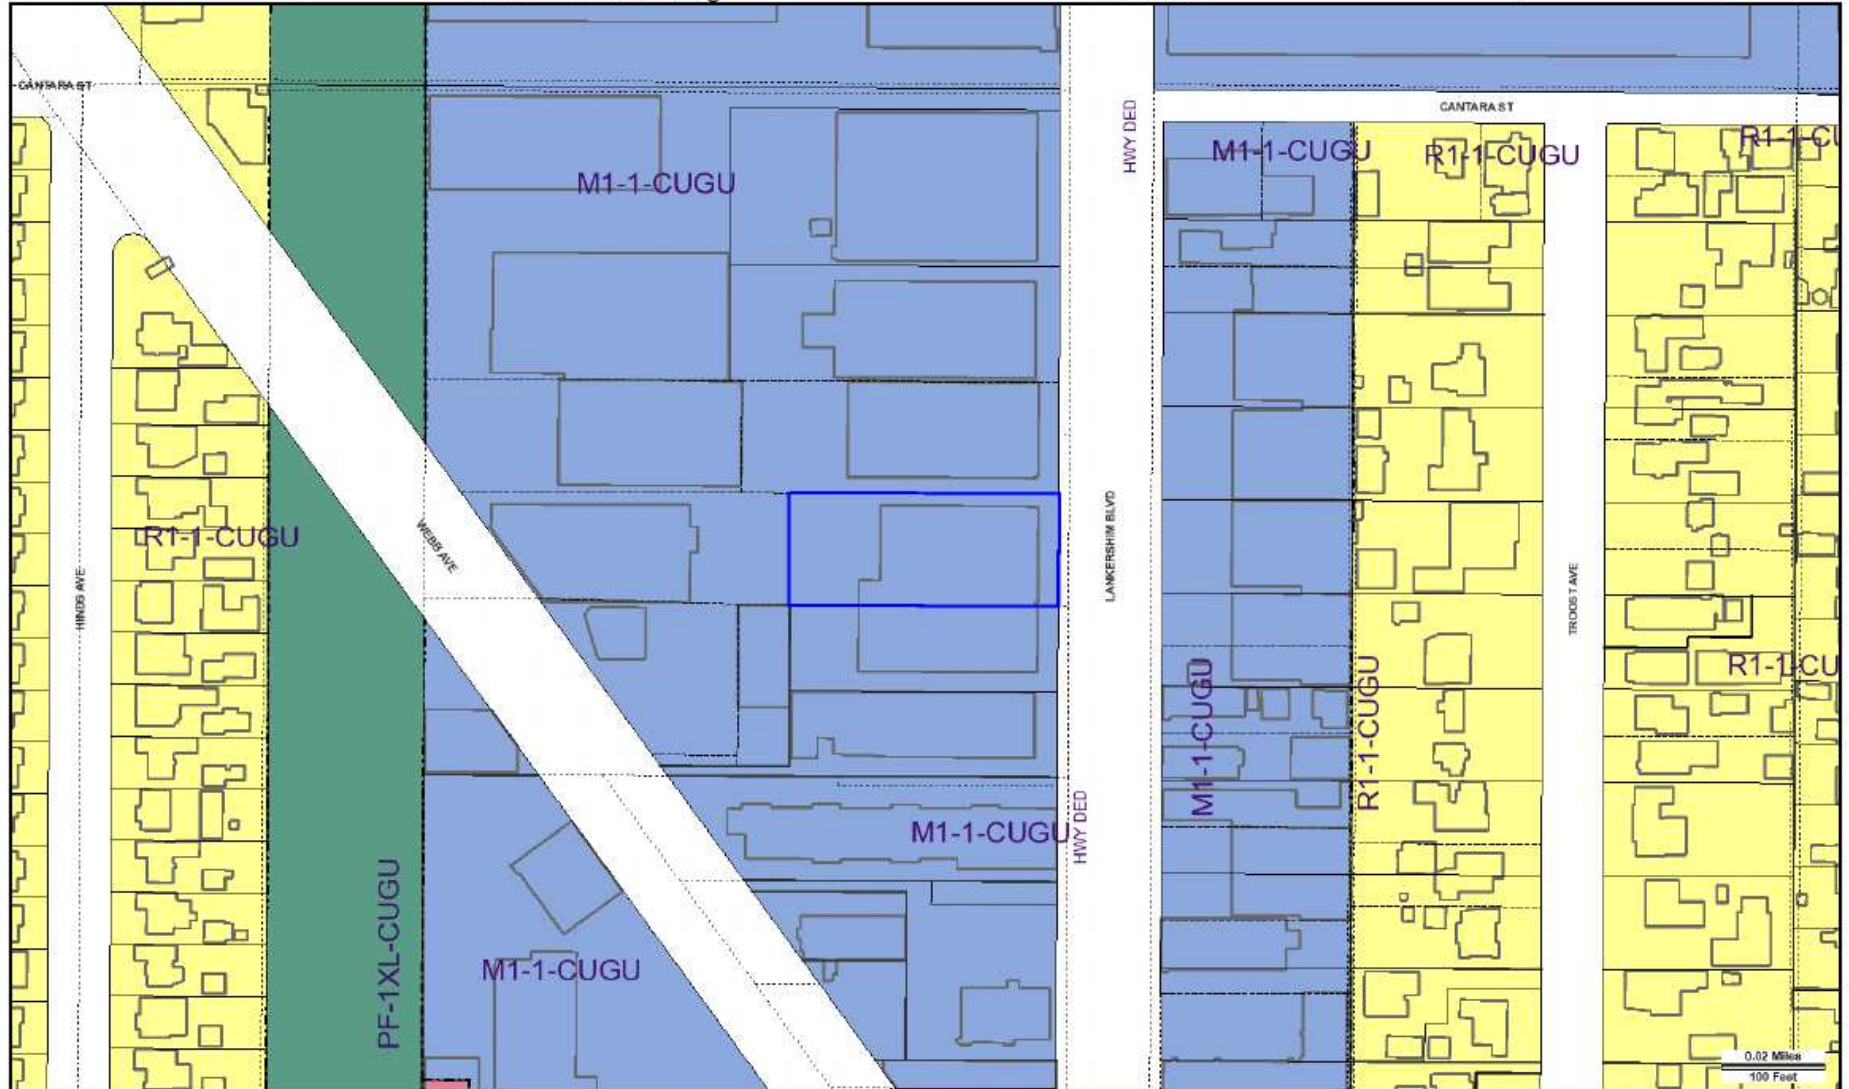 CANTARA ST
CANTARA ST
HWY DED
M1-1-CUGU
R1-1-CUGU
R1-1-CU
M1-1-CUGU
R1-1-CUGU
WEBB AVE
LANKERSHIM BLVD
HINDS AVE
TROOST AVE
R1-1-CU
M1-1-CUGU
R1-1-CUGU
M1-1-CUGU
HWY DED
PF-1XL-CUGU
M1-1-CUGU
0.02 Miles
100 Feet